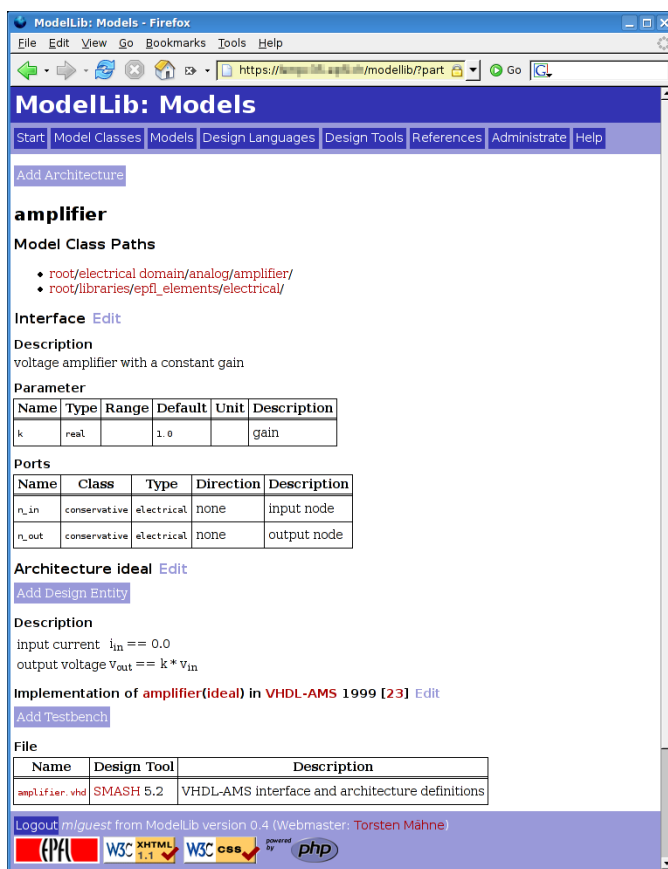 ModelLib: Models - Firefox
File Edit View Go Bookmarks Tools Help
https:// /modellib/?part Go G
ModelLib: Models
Start Model Classes Models Design Languages Design Tools References Administrate Help
Add Architecture
amplifier
Model Class Paths
root/electrical domain/analog/amplifier/
root/libraries/epfl_elements/electrical/
Interface Edit
Description
voltage amplifier with a constant gain
Parameter
Name Type Range Default Unit Description
k real 1.0 gain
Ports
Name Class Type Direction Description
n_in conservative electrical none input node
n_out conservative electrical none output node
Architecture ideal Edit
Add Design Entity
Description
input current i_in == 0.0
output voltage v_out == k * v_in
Implementation of amplifier(ideal) in VHDL-AMS 1999 [23] Edit
Add Testbench
File
Name Design Tool Description
amplifier.vhd SMASH 5.2 VHDL-AMS interface and architecture definitions
Logout mlguest from ModelLib version 0.4 (Webmaster: Torsten Mähne)
EPFL W3C XHTML 1.1 W3C css powered by php